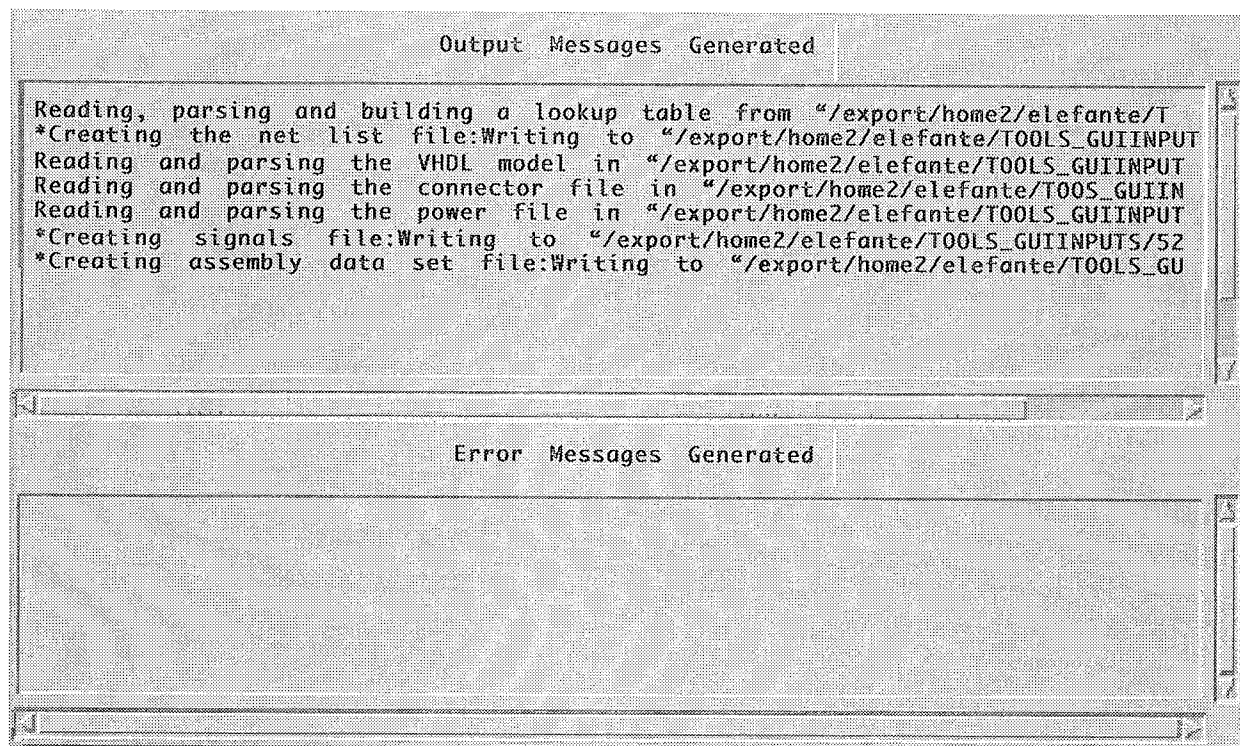 Output Messages Generated
Reading, parsing and building a lookup table from “/export/home2/elefante/T
*Creating the net list file:Writing to “/export/home2/elefante/TOOLS_GUIINPUT
Reading and parsing the VHDL model in “/export/home2/elefante/TOOLS_GUIINPUT
Reading and parsing the connector file in “/export/home2/elefante/TOOS_GUIIN
Reading and parsing the power file in “/export/home2/elefante/TOOLS_GUIINPUT
*Creating signals file:Writing to “/export/home2/elefante/TOOLS_GUIINPUTS/52
*Creating assembly data set file:Writing to “/export/home2/elefante/TOOLS_GU
Error Messages Generated